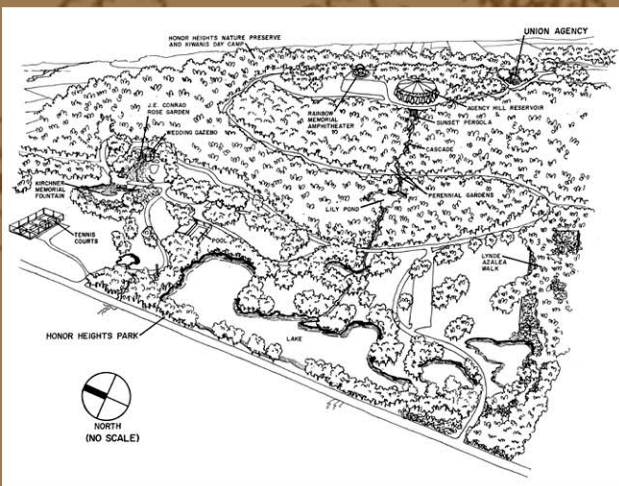 HONOR HEIGHTS NATURE PRESERVE
AND KIWANIS DAY CAMP
UNION AGENCY
J.E. CONRAD
ROSE GARDEN
WEDDING GAZEBO
RAINBOW
MEMORIAL
AMPHITHEATER
AGENCY HILL RESERVOIR
SUNSET PERGOLA
CASCADE
KIRCHNER
MEMORIAL
FOUNTAIN
PERENNIAL GARDENS
LILY POND
TENNIS
COURTS
POOL
LYNDE
AZALEA
WALK
HONOR HEIGHTS PARK
LAKE
NORTH
(NO SCALE)